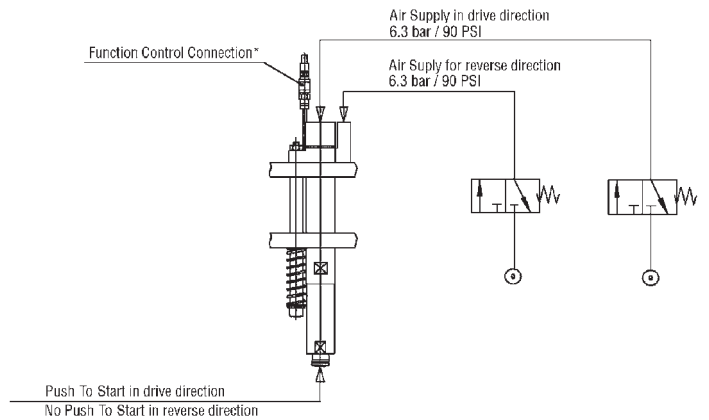 Air Supply in drive direction
6.3 bar / 90 PSI
Function Control Connection*
Air Suply for reverse direction
6.3 bar / 90 PSI
Push To Start in drive direction
No Push To Start in reverse direction